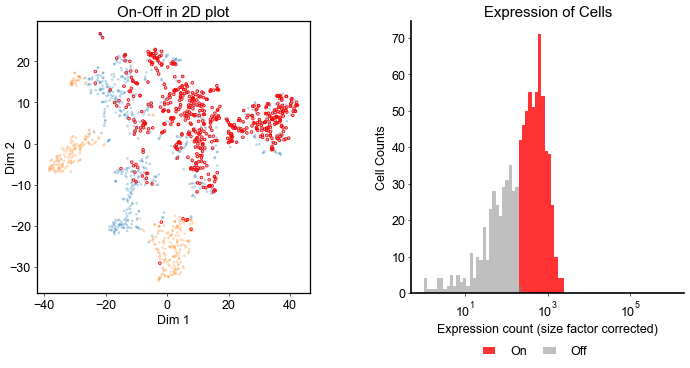 On-Off in 2D plot
Dim 2
20
10
0
−10
−20
−30
−40
−20
0
20
40
Dim 1
Expression of Cells
Cell Counts
70
60
50
40
30
20
10
0
10^1
10^3
10^5
Expression count (size factor corrected)
On
Off